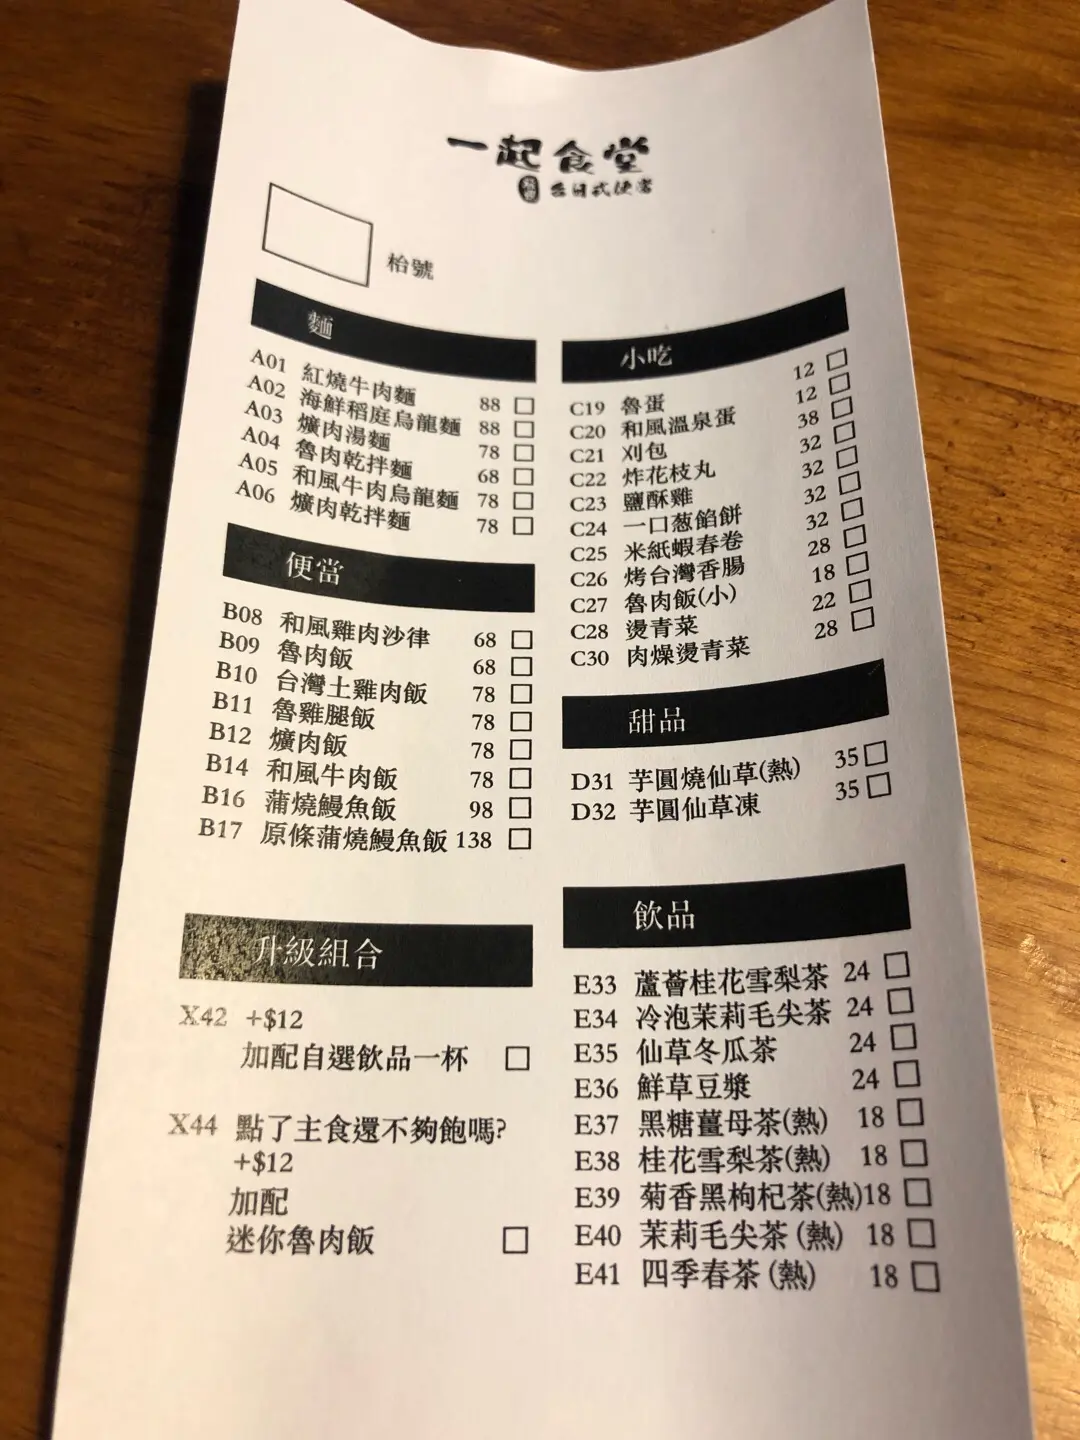 一起食堂
台日式便當
枱號
麵
A01 紅燒牛肉麵 88
A02 海鮮稻庭烏龍麵 88
A03 爌肉湯麵 78
A04 魯肉乾拌麵 68
A05 和風牛肉烏龍麵 78
A06 爌肉乾拌麵 78
便當
B08 和風雞肉沙律 68
B09 魯肉飯 68
B10 台灣土雞肉飯 78
B11 魯雞腿飯 78
B12 爌肉飯 78
B14 和風牛肉飯 78
B16 蒲燒鰻魚飯 98
B17 原條蒲燒鰻魚飯 138
升級組合
X42 +$12
加配自選飲品一杯
X44 點了主食還不夠飽嗎?
+$12
加配
迷你魯肉飯
小吃
C19 魯蛋 12
C20 和風溫泉蛋 12
C21 刈包 38
C22 炸花枝丸 32
C23 鹽酥雞 32
C24 一口葱餡餅 32
C25 米紙蝦春卷 32
C26 烤台灣香腸 28
C27 魯肉飯(小) 18
C28 燙青菜 22
C30 肉燥燙青菜 28
甜品
D31 芋圓燒仙草(熱) 35
D32 芋圓仙草凍 35
飲品
E33 蘆薈桂花雪梨茶 24
E34 冷泡茉莉毛尖茶 24
E35 仙草冬瓜茶 24
E36 鮮草豆漿 24
E37 黑糖薑母茶(熱) 18
E38 桂花雪梨茶(熱) 18
E39 菊香黑枸杞茶(熱)18
E40 茉莉毛尖茶 (熱) 18
E41 四季春茶 (熱) 18